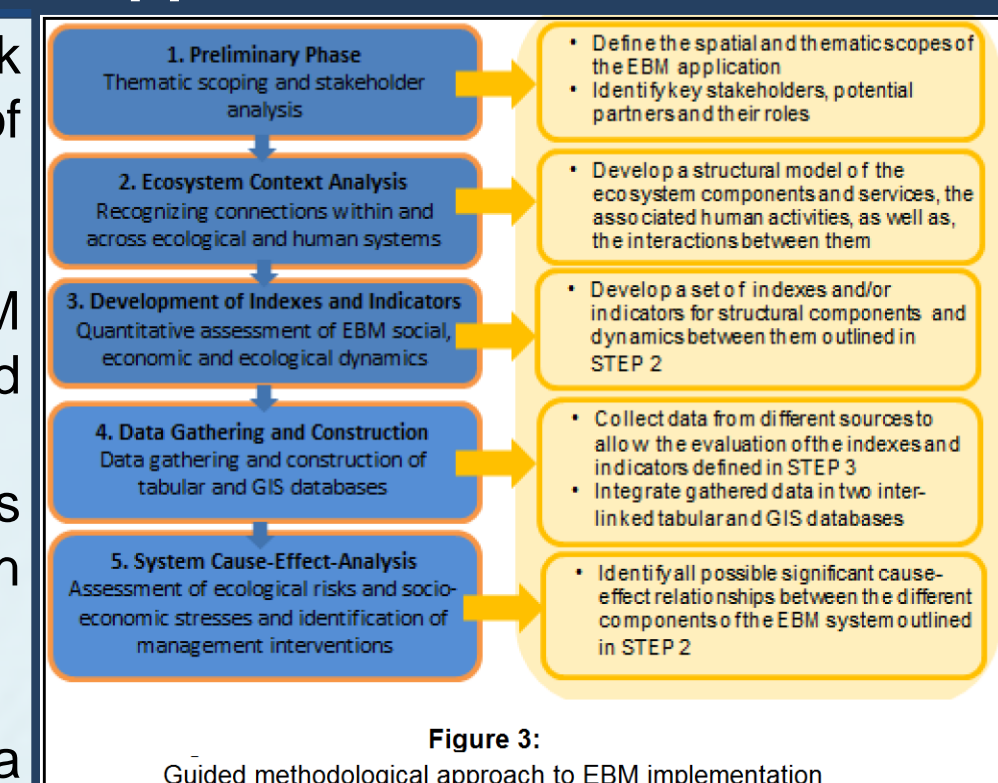 k
of
M
d
s
n
a
1. Preliminary Phase
Thematic scoping and stakeholder
analysis
• Define the spatial and thematic scopes of
the EBM application
• Identify key stakeholders, potential
partners and their roles
2. Ecosystem Context Analysis
Recognizing connections within and
across ecological and human systems
• Develop a structural model of the
ecosystem components and services, the
associated human activities, as well as,
the interactions between them
3. Development of Indexes and Indicators
Quantitative assessment of EBM social,
economic and ecological dynamics
• Develop a set of indexes and/or
indicators for structural components and
dynamics between them outlined in
STEP 2
4. Data Gathering and Construction
Data gathering and construction of
tabular and GIS databases
• Collect data from different sources to
allow the evaluation of the indexes and
indicators defined in STEP 3
• Integrate gathered data in two inter-
linked tabular and GIS databases
5. System Cause-Effect-Analysis
Assessment of ecological risks and socio-
economic stresses and identification of
management interventions
• Identify all possible significant cause-
effect relationships between the different
components of the EBM system outlined
in STEP 2
Figure 3:
Guided methodological approach to EBM implementation